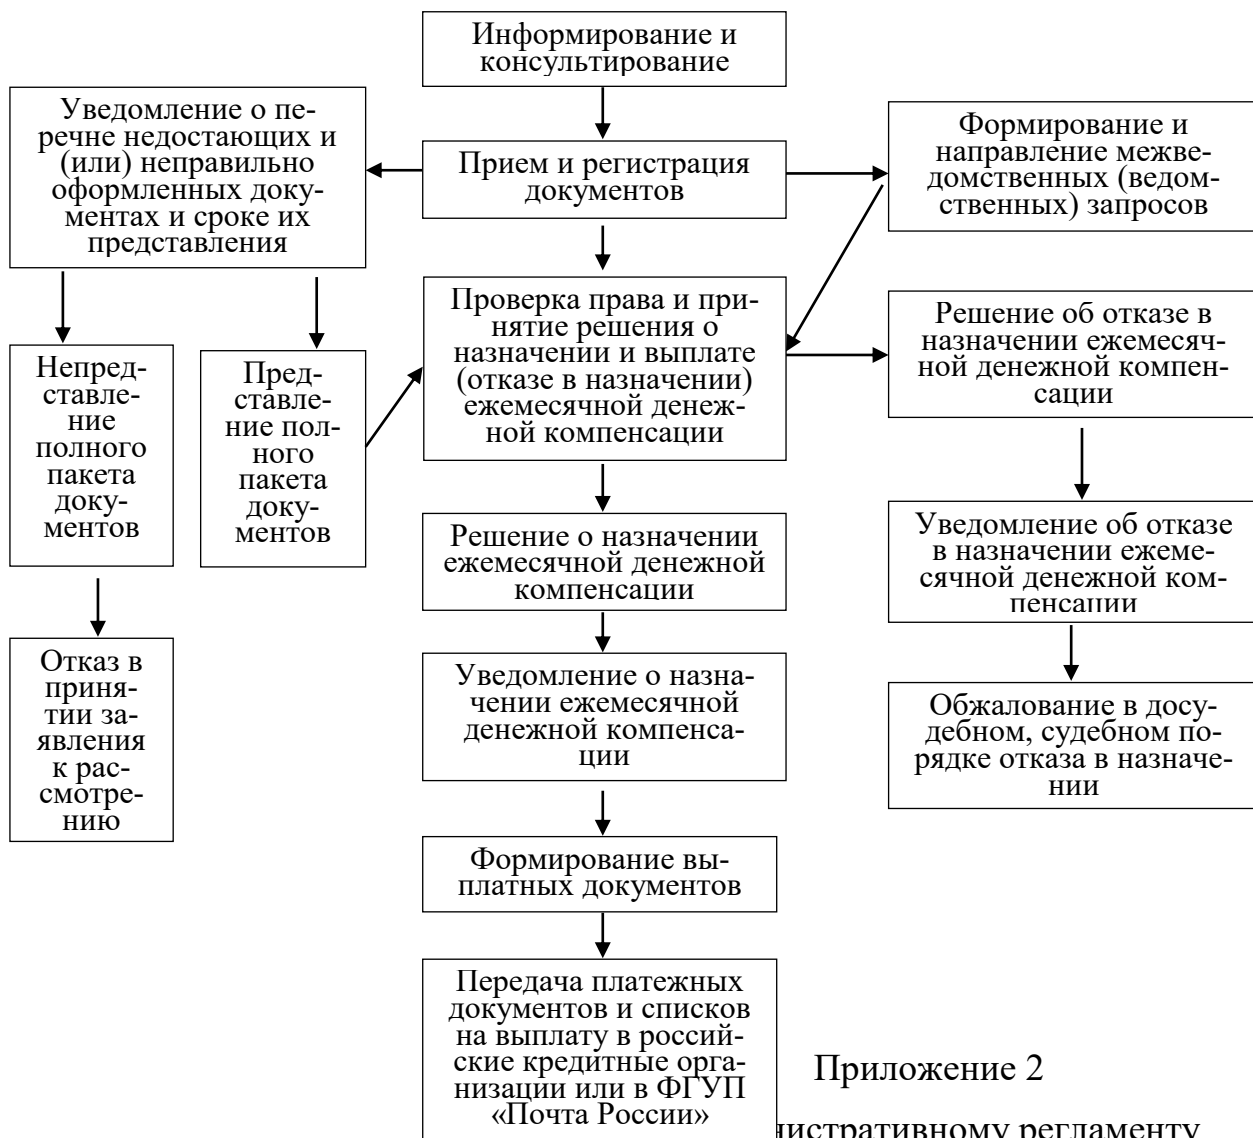 Информирование и
консультирование
Уведомление о пе-
речне недостающих и
(или) неправильно
оформленных доку-
ментах и сроке их
представления
Прием и регистрация
документов
Формирование и
направление межве-
домственных (ведом-
ственных) запросов
Проверка права и при-
нятие решения о
назначении и выплате
(отказе в назначении)
ежемесячной денеж-
ной компенсации
Решение об отказе в
назначении ежемесяч-
ной денежной компен-
сации
Непред-
ставле-
ние
полного
пакета
доку-
ментов
Пред-
ставле-
ние пол-
ного
пакета
доку-
ментов
Решение о назначении
ежемесячной денежной
компенсации
Уведомление об отказе
в назначении ежеме-
сячной денежной ком-
пенсации
Отказ в
приня-
тии за-
явления
к рас-
смотре-
нию
Уведомление о назна-
чении ежемесячной
денежной компенса-
ции
Обжалование в досу-
дебном, судебном по-
рядке отказа в назначе-
нии
Формирование вы-
платных документов
Передача платежных
документов и списков
на выплату в россий-
ские кредитные орга-
низации или в ФГУП
«Почта России»
Приложение 2
нистративному регламенту